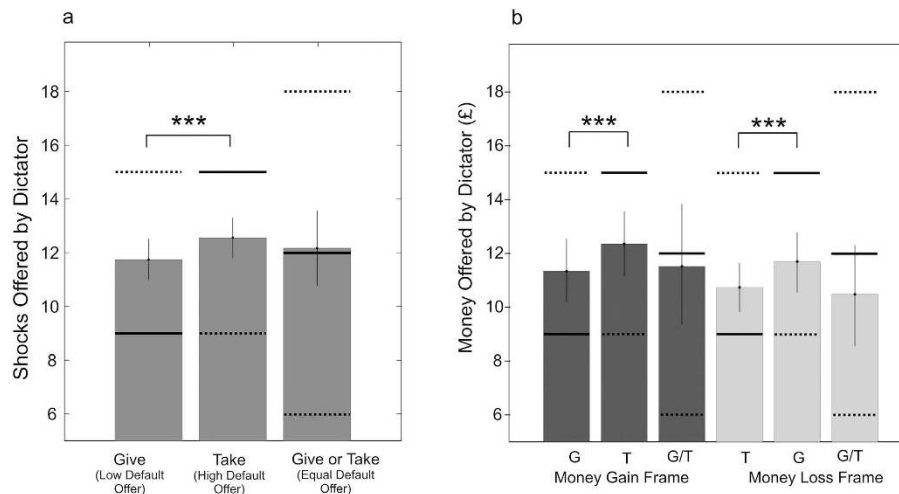 a
Shocks Offered by Dictator
18
16
14
12
10
8
6
***
Give
(Low Default
Offer)
Take
(High Default
Offer)
Give or Take
(Equal Default
Offer)
b
Money Offered by Dictator (£)
18
16
14
12
10
8
6
***
***
G T G/T T G G/T
Money Gain Frame Money Loss Frame